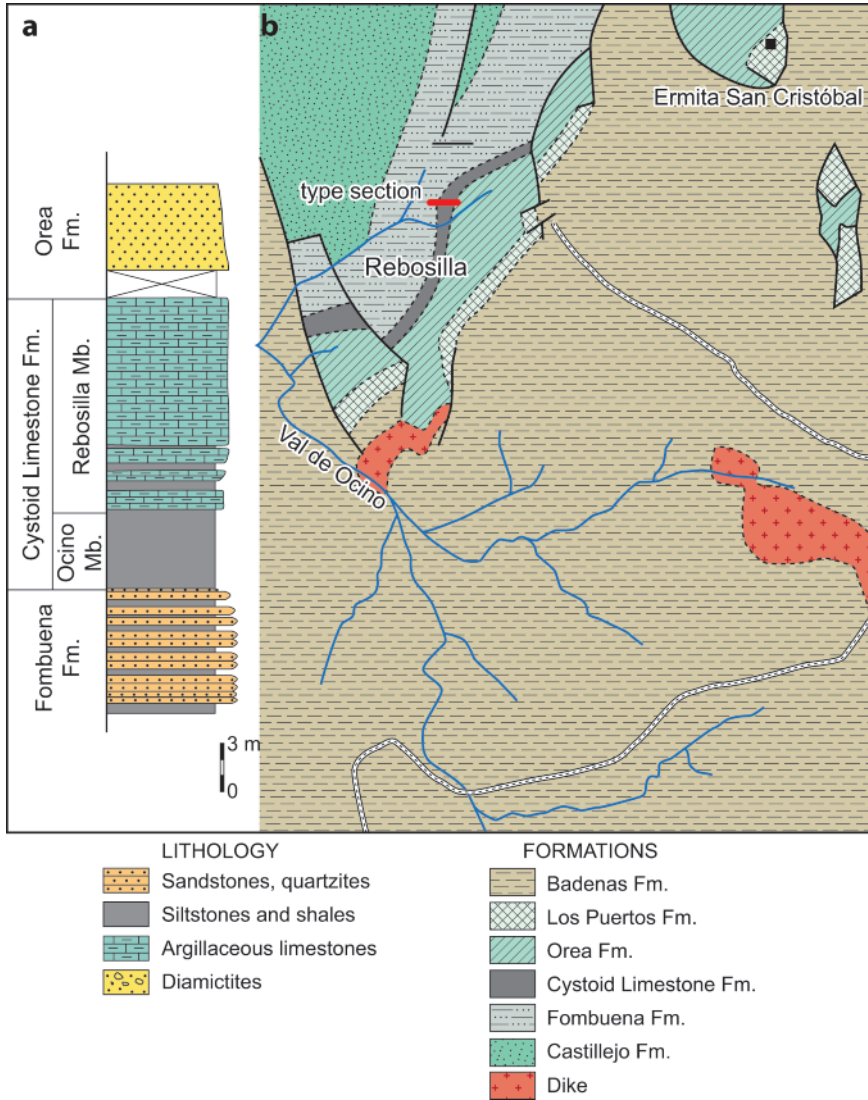 a
b
Orea
Fm.
Cystoid Limestone Fm.
Rebosilla Mb.
Ocino
Mb.
Fombuena
Fm.
3 m
0
Ermita San Cristóbal
type section
Rebosilla
Val de Ocino
LITHOLOGY
Sandstones, quartzites
Siltstones and shales
Argillaceous limestones
Diamictites
FORMATIONS
Badenas Fm.
Los Puertos Fm.
Orea Fm.
Cystoid Limestone Fm.
Fombuena Fm.
Castillejo Fm.
Dike